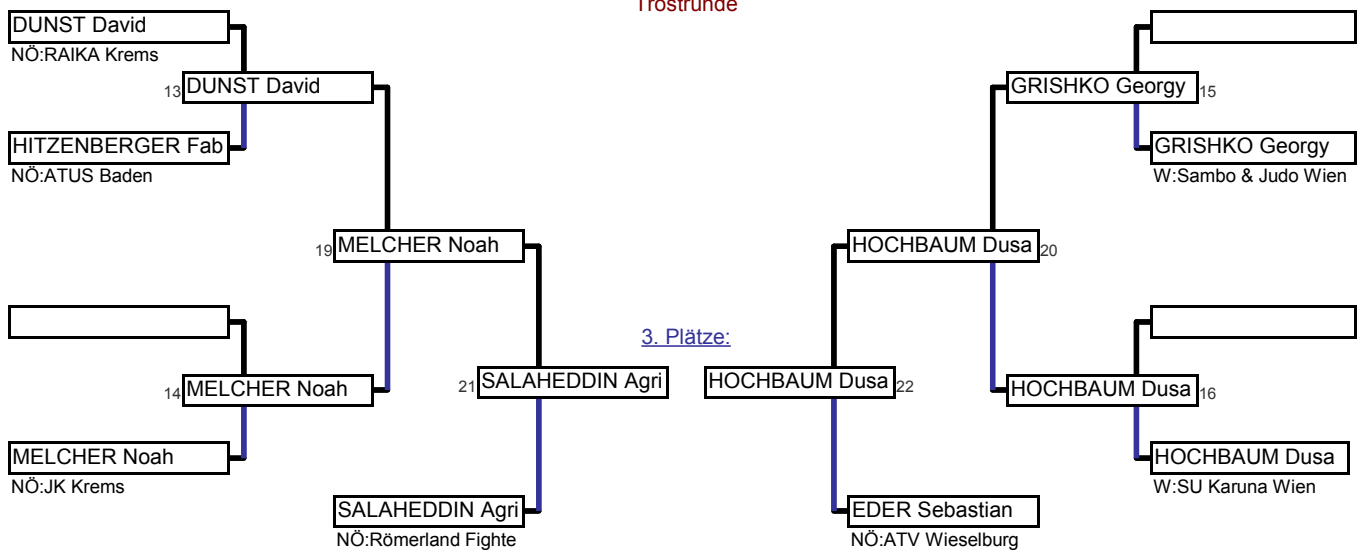 Trostrunde
DUNST David
NÖ:RAIKA Krems
13 DUNST David
GRISHKO Georgy 15
HITZENBERGER Fab
NÖ:ATUS Baden
GRISHKO Georgy
W:Sambo & Judo Wien
19 MELCHER Noah
HOCHBAUM Dusa 20
3. Plätze:
14 MELCHER Noah
21 SALAHEDDIN Agri
HOCHBAUM Dusa 22
HOCHBAUM Dusa 16
MELCHER Noah
NÖ:JK Krems
HOCHBAUM Dusa
W:SU Karuna Wien
SALAHEDDIN Agri
NÖ:Römerland Fighte
EDER Sebastian
NÖ:ATV Wieselburg